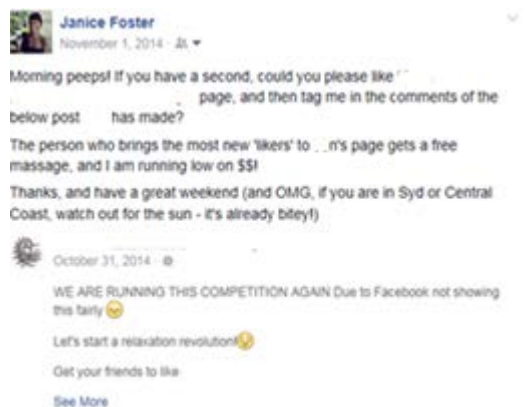 Janice Foster
November 1, 2014
Morning peeps! If you have a second, could you please like
page, and then tag me in the comments of the
below post has made?
The person who brings the most new 'likers' to n's page gets a free
massage, and I am running low on $$!
Thanks, and have a great weekend (and OMG, if you are in Syd or Central
Coast, watch out for the sun - it's already bitey!)
October 31, 2014
WE ARE RUNNING THIS COMPETITION AGAIN Due to Facebook not showing
this fairly
Let's start a relaxation revolution!
Get your friends to like
See More